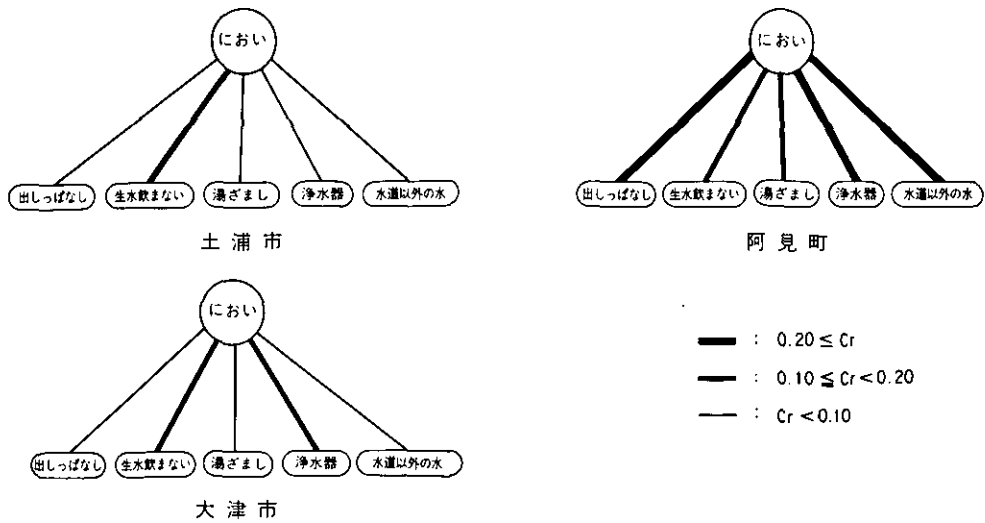 におい
出しっぱなし
生水飲まない
湯ざまし
浄水器
水道以外の水
土浦市
におい
出しっぱなし
生水飲まない
湯ざまし
浄水器
水道以外の水
阿見町
におい
出しっぱなし
生水飲まない
湯ざまし
浄水器
水道以外の水
大津市
: 0.20 ≤ Cr
: 0.10 ≦ Cr < 0.20
: Cr < 0.10